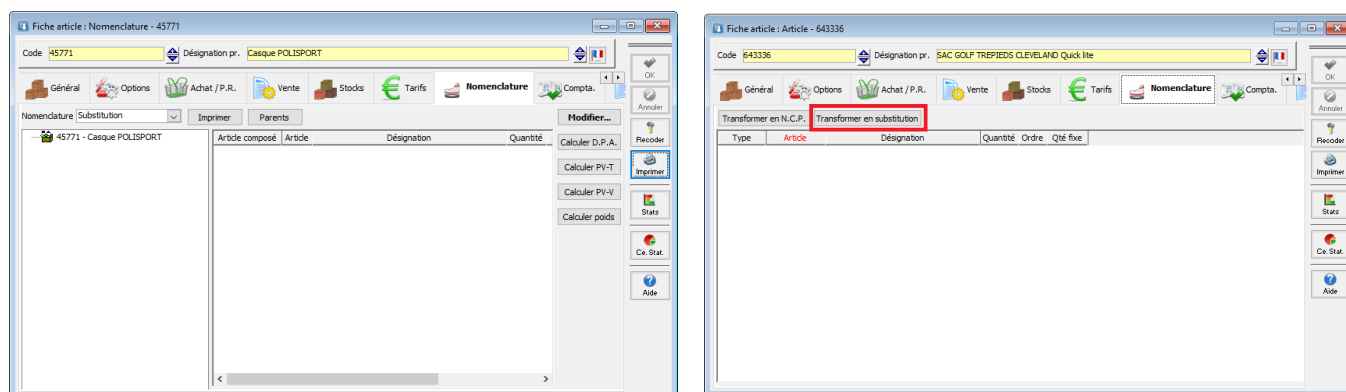 Fiche article : Nomenclature - 45771
Code 45771 Désignation pr. Casque POLISPORT
Général Options Achat / P.R. Vente Stocks Tarifs Nomenclature Compta.
Nomenclature Substitution Imprimer Parents Modifier...
45771 - Casque POLISPORT
Article composé Article Désignation Quantité
Calculer D.P.A.
Calculer PV-T
Calculer PV-V
Calculer poids
OK
Annuler
Recoder
Imprimer
Stats
Ce. Stat.
Aide
Fiche article : Article - 643336
Code 643336 Désignation pr. SAC GOLF TREPIEDS CLEVELAND Quick lite
Général Options Achat / P.R. Vente Stocks Tarifs Nomenclature Compta.
Transformer en N.C.P. Transformer en substitution
Type Article Désignation Quantité Ordre Qté fixe
OK
Annuler
Recoder
Imprimer
Stats
Ce. Stat.
Aide